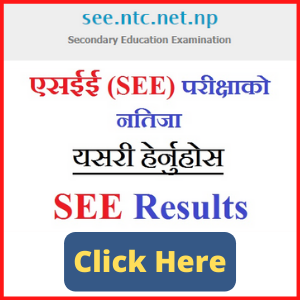 see.ntc.net.np
Secondary Education Examination
एसईई (SEE) परीक्षाको
नतिजा
यसरी हेर्नुहोस
SEE Results
Click Here